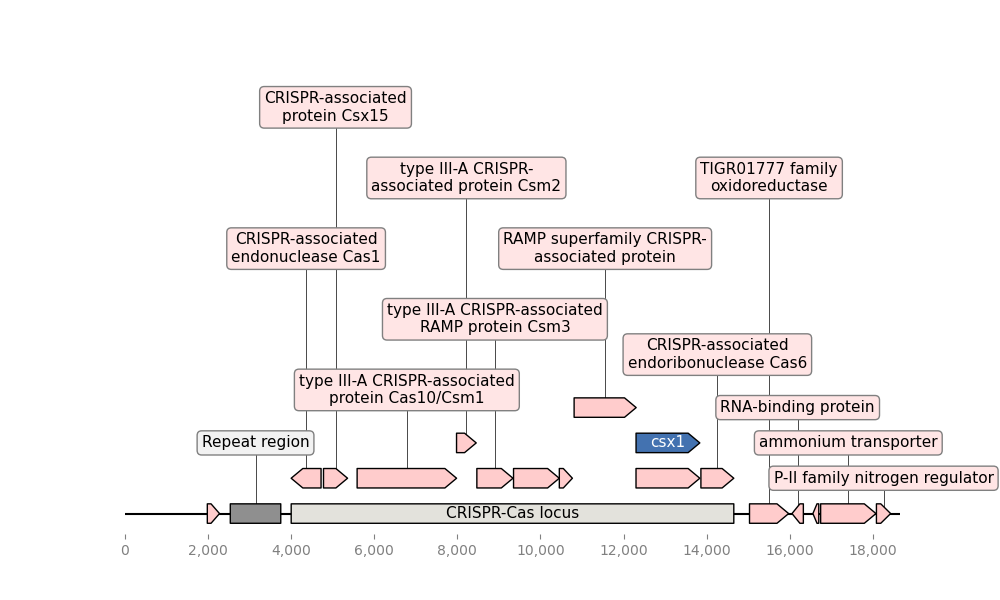 CRISPR-associated
protein Csx15
type III-A CRISPR-
associated protein Csm2
TIGR01777 family
oxidoreductase
CRISPR-associated
endonuclease Cas1
RAMP superfamily CRISPR-
associated protein
type III-A CRISPR-associated
RAMP protein Csm3
CRISPR-associated
endoribonuclease Cas6
type III-A CRISPR-associated
protein Cas10/Csm1
RNA-binding protein
Repeat region
csx1
ammonium transporter
P-II family nitrogen regulator
CRISPR-Cas locus
0 2,000 4,000 6,000 8,000 10,000 12,000 14,000 16,000 18,000